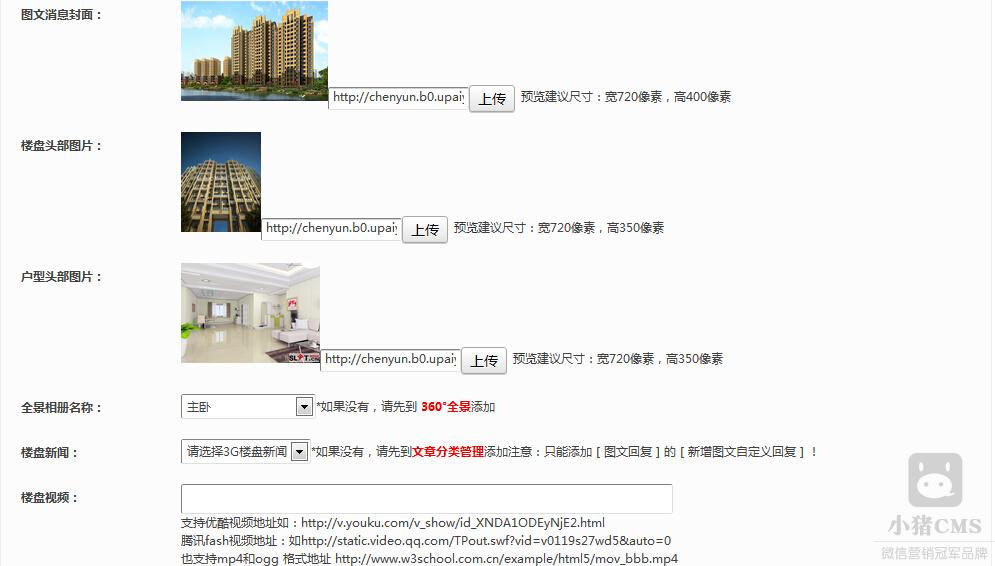 图文消息封面：
http://chenyun.b0.upaiy 上传 预览建议尺寸：宽720像素，高400像素
楼盘头部图片：
http://chenyun.b0.upaiy 上传 预览建议尺寸：宽720像素，高350像素
户型头部图片：
http://chenyun.b0.upaiy 上传 预览建议尺寸：宽720像素，高350像素
全景相册名称： 主卧 *如果没有，请先到 360°全景添加
楼盘新闻： 请选择3G楼盘新闻 *如果没有，请先到文章分类管理添加注意：只能添加 [ 图文回复 ] 的 [ 新增图文自定义回复 ] ！
楼盘视频：
支持优酷视频地址如：http://v.youku.com/v_show/id_XNDA1ODEyNjE2.html
腾讯fash视频地址：如http://static.video.qq.com/TPout.swf?vid=v0119s27wd5&auto=0
也支持mp4和ogg 格式地址 http://www.w3school.com.cn/example/html5/mov_bbb.mp4
小猪CMS
微信营销冠军品牌